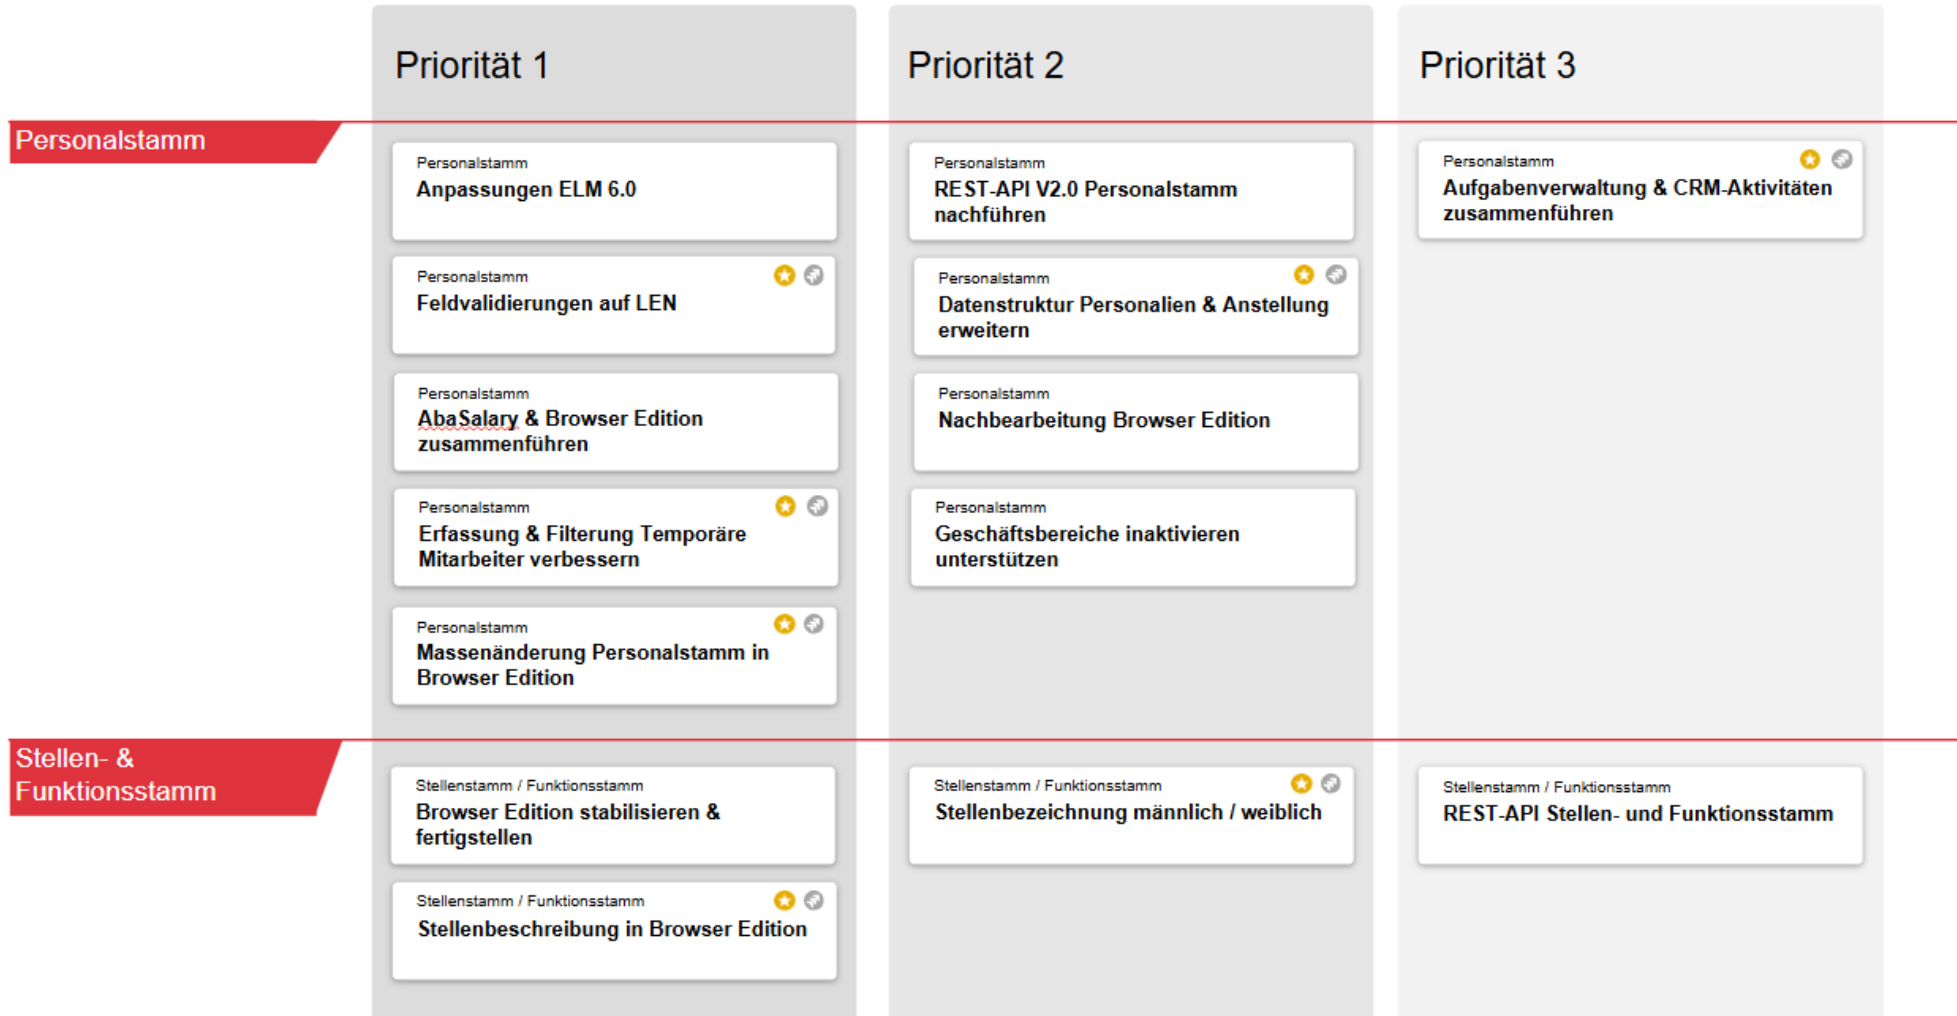 Priorität 1
Priorität 2
Priorität 3
Personalstamm
Personalstamm
Anpassungen ELM 6.0
Personalstamm
Feldvalidierungen auf LEN
Personalstamm
AbaSalary & Browser Edition
zusammenführen
Personalstamm
Erfassung & Filterung Temporäre
Mitarbeiter verbessern
Personalstamm
Massenänderung Personalstamm in
Browser Edition
Personalstamm
REST-API V2.0 Personalstamm
nachführen
Personalstamm
Datenstruktur Personalien & Anstellung
erweitern
Personalstamm
Nachbearbeitung Browser Edition
Personalstamm
Geschäftsbereiche inaktivieren
unterstützen
Personalstamm
Aufgabenverwaltung & CRM-Aktivitäten
zusammenführen
Stellen- &
Funktionsstamm
Stellenstamm / Funktionsstamm
Browser Edition stabilisieren &
fertigstellen
Stellenstamm / Funktionsstamm
Stellenbeschreibung in Browser Edition
Stellenstamm / Funktionsstamm
Stellenbezeichnung männlich / weiblich
Stellenstamm / Funktionsstamm
REST-API Stellen- und Funktionsstamm